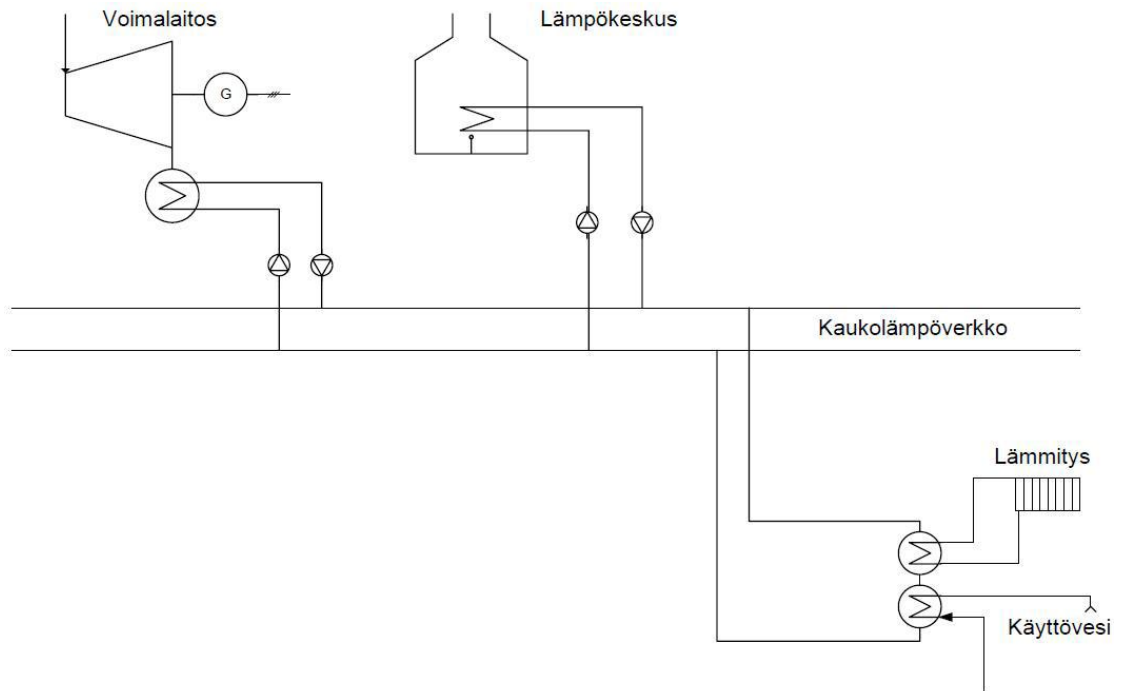 Voimalaitos
Lämpökeskus
G
Kaukolämpöverkko
Lämmitys
Käyttövesi